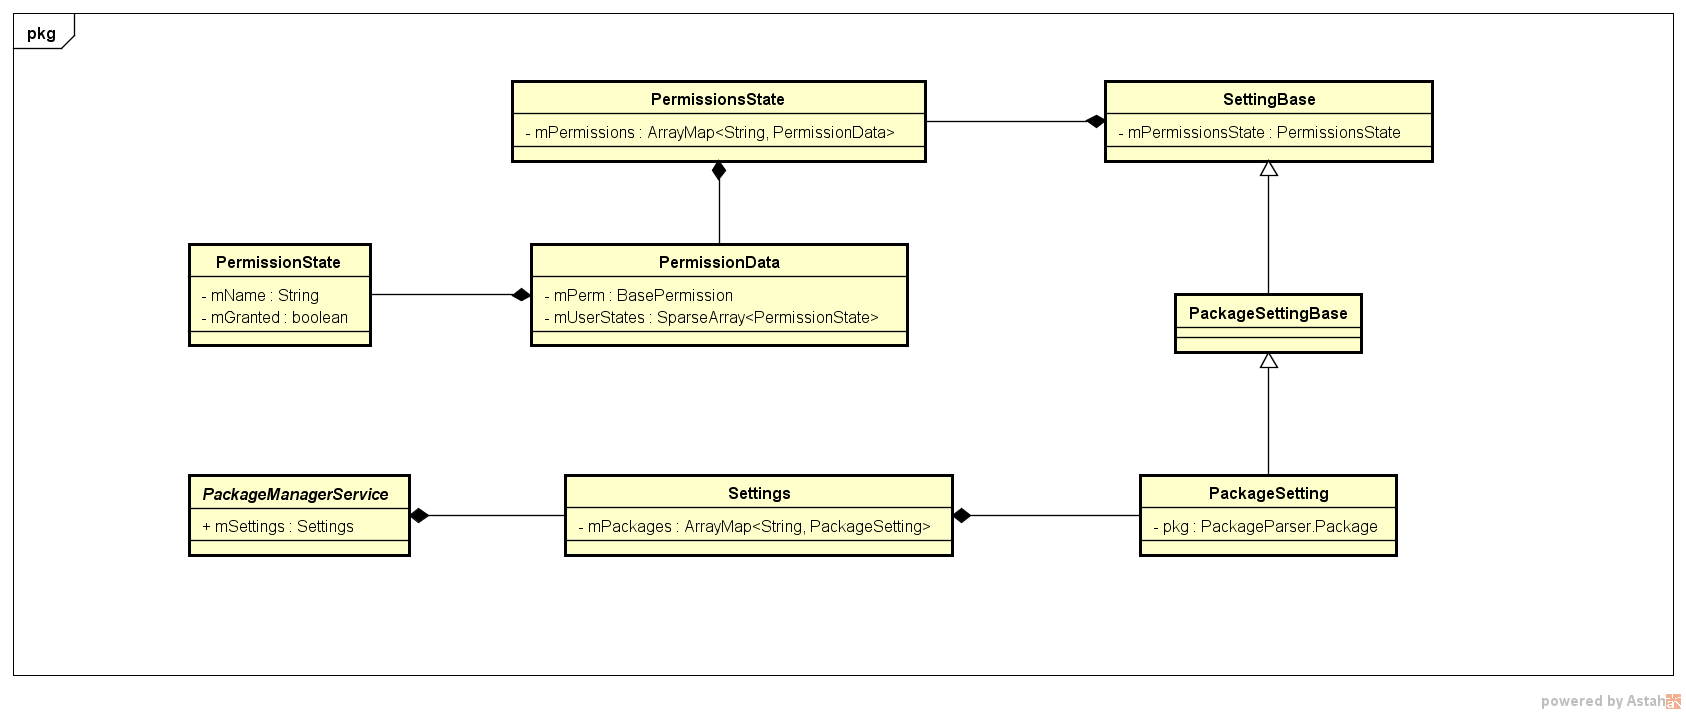 pkg
PermissionsState
- mPermissions : ArrayMap<String, PermissionData>
SettingBase
- mPermissionsState : PermissionsState
PermissionState
- mName : String
- mGranted : boolean
PermissionData
- mPerm : BasePermission
- mUserStates : SparseArray<PermissionState>
PackageSettingBase
PackageManagerService
+ mSettings : Settings
Settings
- mPackages : ArrayMap<String, PackageSetting>
PackageSetting
- pkg : PackageParser.Package
powered by Astah